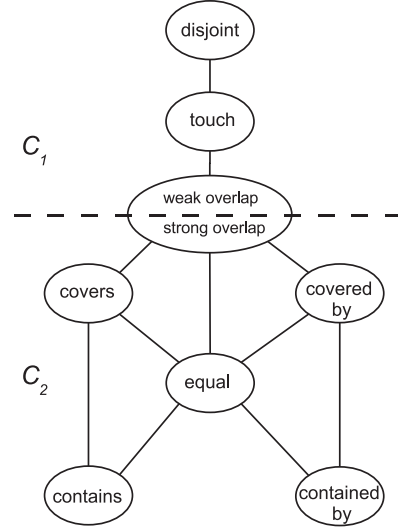 disjoint
touch
C1
weak overlap
strong overlap
covers
covered
by
C2
equal
contains
contained
by